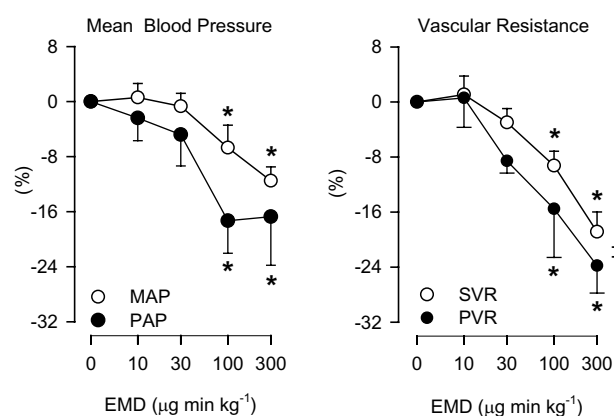 Mean Blood Pressure
8
0
-8
-16
-24
-32
(%)
*
*
*
*
MAP
PAP
0 10 30 100 300
EMD (μg min kg⁻¹)
Vascular Resistance
8
0
-8
-16
-24
-32
(%)
*
*
*
*
SVR
PVR
0 10 30 100 300
EMD (μg min kg⁻¹)